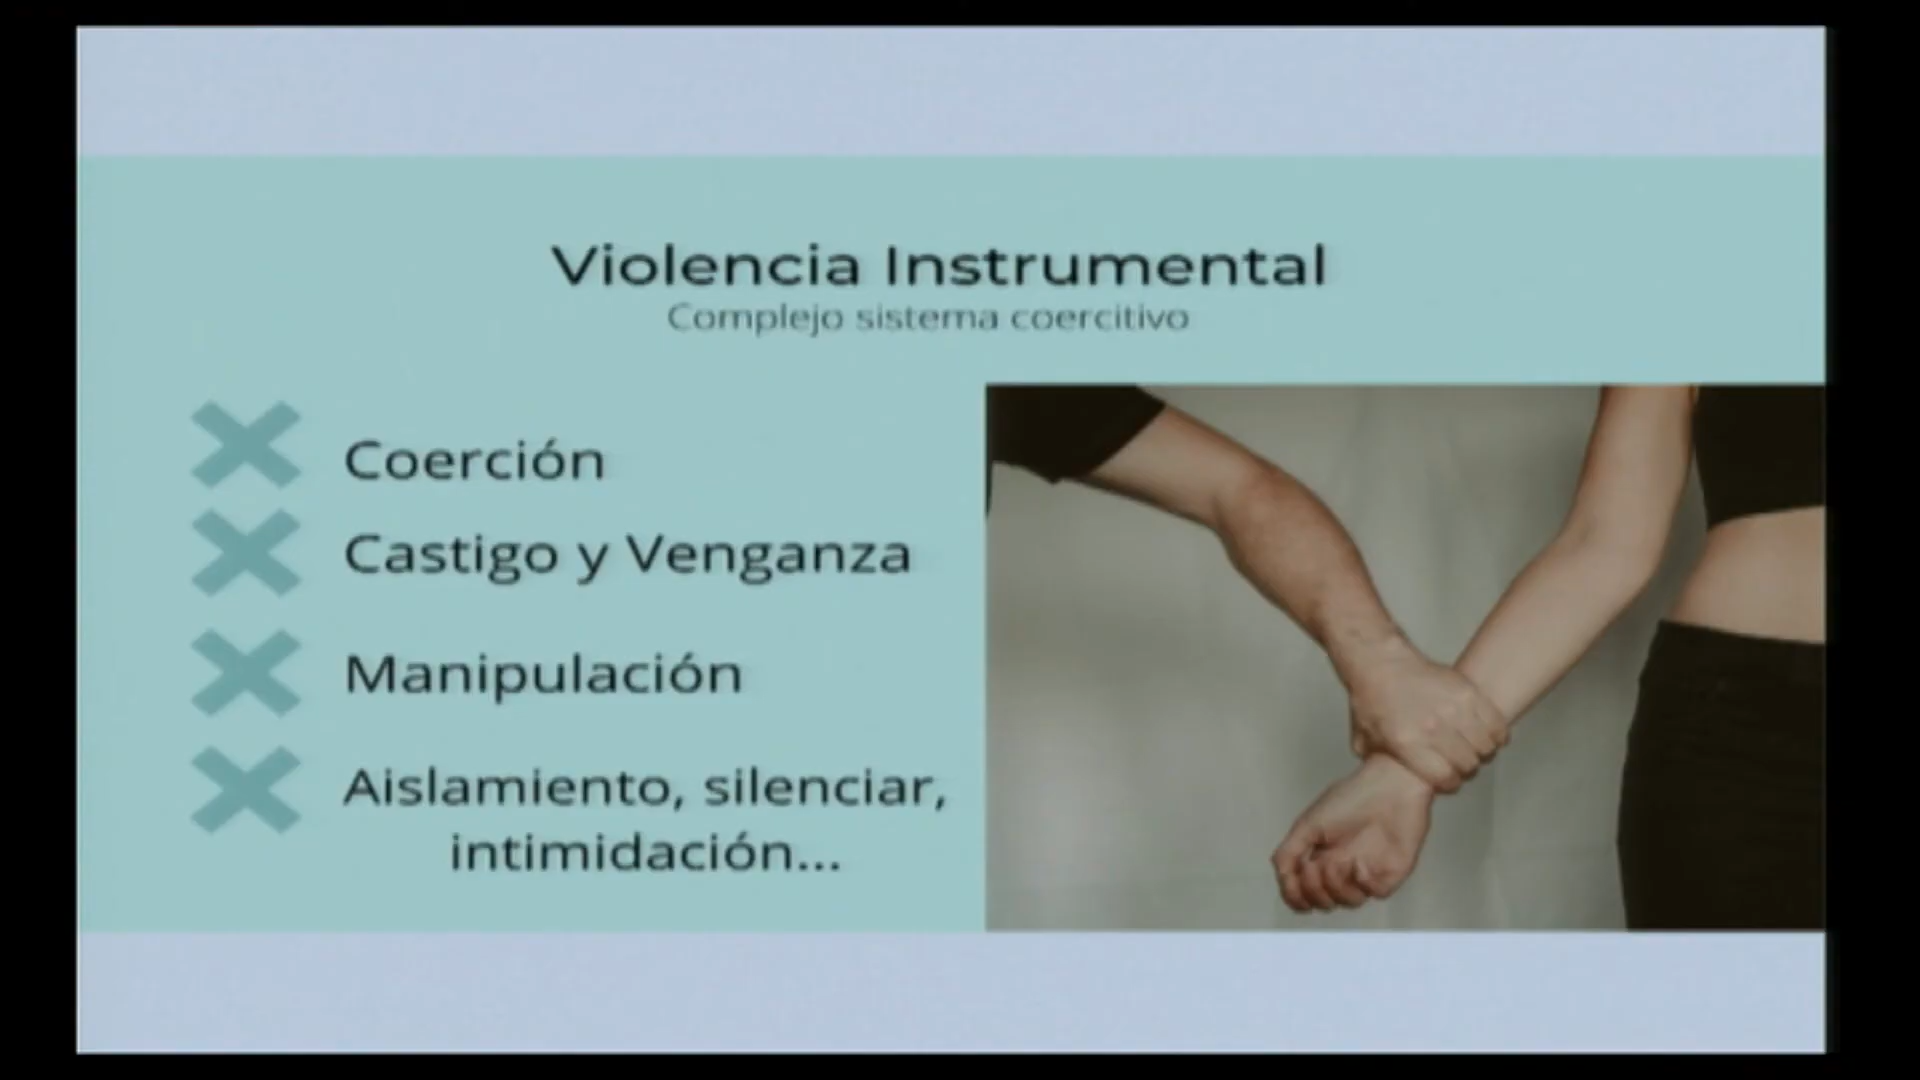 Violencia Instrumental
Complejo sistema coercitivo
Coerción
Castigo y Venganza
Manipulación
Aislamiento, silenciar,
intimidación...